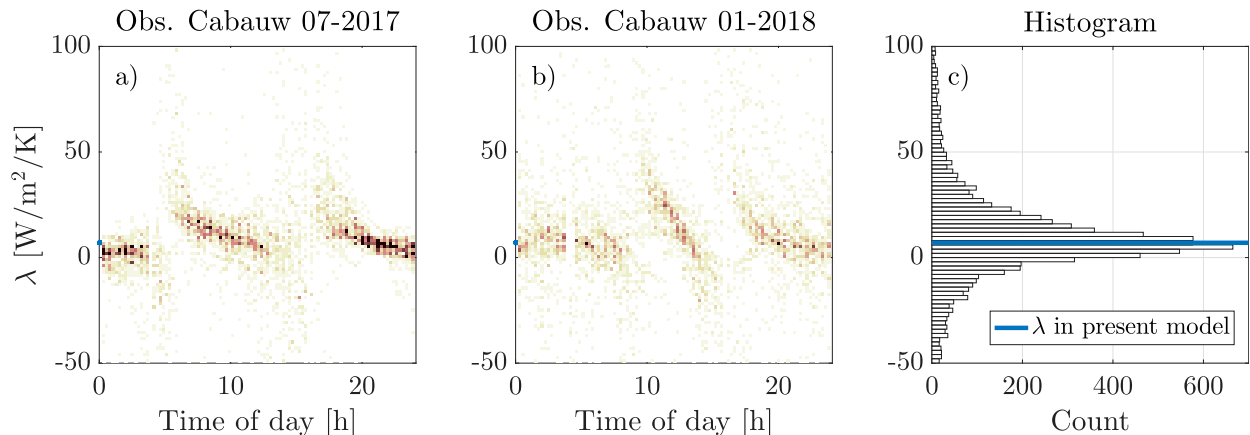 Obs. Cabauw 07-2017
Obs. Cabauw 01-2018
Histogram
a)
b)
c)
λ [W/m²/K]
100
50
0
-50
0
10
20
Time of day [h]
100
50
0
-50
0
10
20
Time of day [h]
100
50
0
-50
0
200
400
600
Count
λ in present model